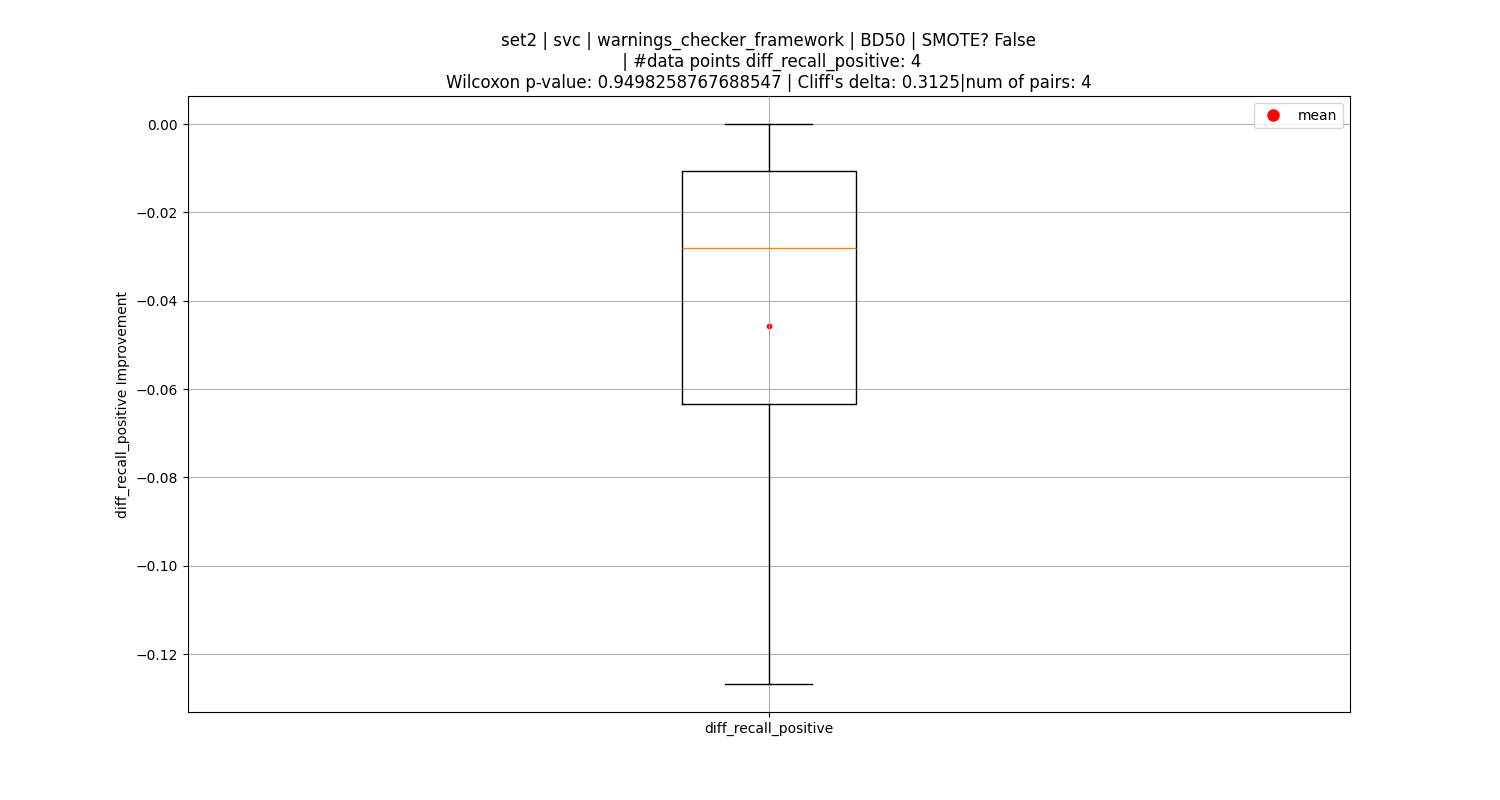 set2 | svc | warnings_checker_framework | BD50 | SMOTE? False
| #data points diff_recall_positive: 4
Wilcoxon p-value: 0.9498258767688547 | Cliff's delta: 0.3125|num of pairs: 4
mean
0.00
−0.02
−0.04
−0.06
−0.08
−0.10
−0.12
diff_recall_positive Improvement
diff_recall_positive